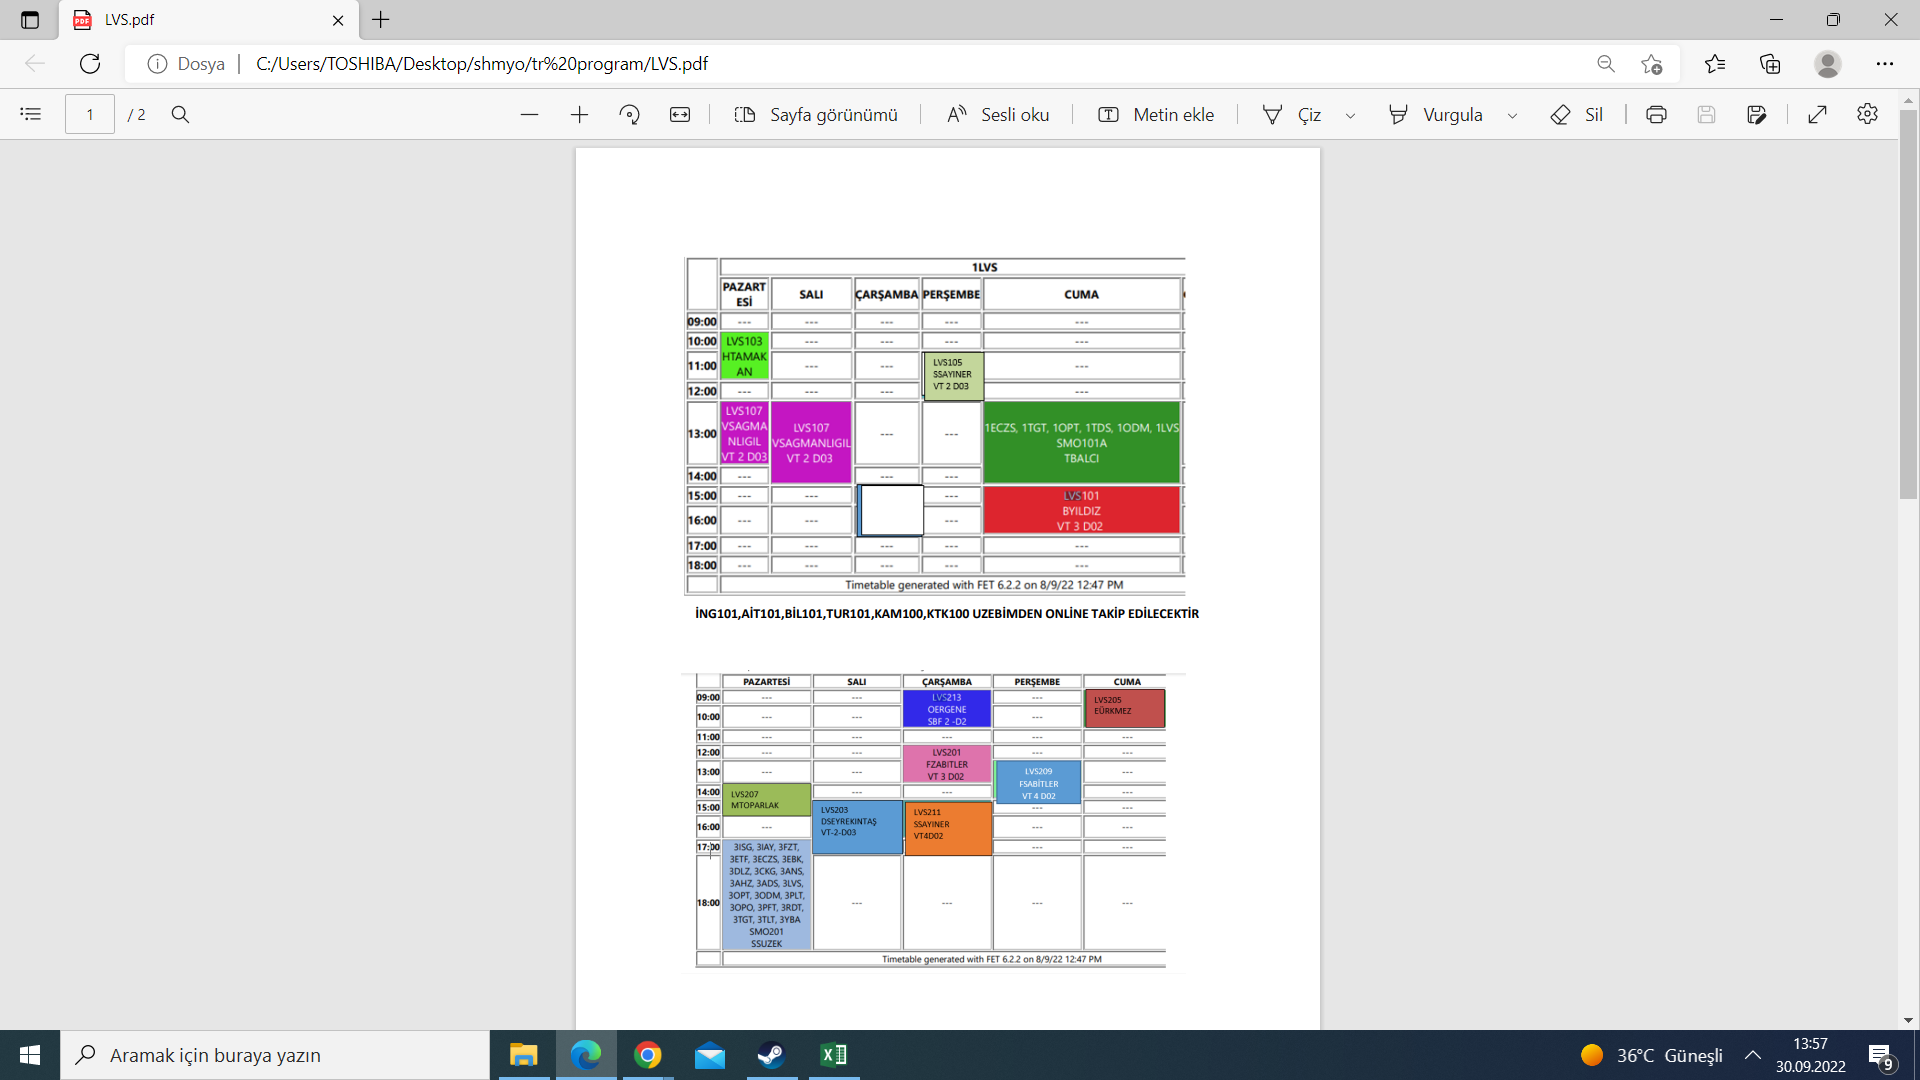 LVS.pdf
Dosya
C:/Users/TOSHIBA/Desktop/shmyo/tr%20program/LVS.pdf
1 / 2
Sayfa görünümü
Sesli oku
Metin ekle
Çiz
Vurgula
Sil
1LVS
PAZART
ESİ
SALI
ÇARŞAMBA
PERŞEMBE
CUMA
09:00 --- --- --- --- ---
10:00 --- --- --- ---
LVS103
HTAMAK
AN
11:00 --- --- ---
LVS105
SSAYINER
VT 2 D03
12:00 --- --- --- ---
13:00 --- ---
LVS107
VSAGMA
NLIGIL
VT 2 D03
LVS107
VSAGMANLIGIL
VT 2 D03
1ECZS, 1TGT, 1OPT, 1TDS, 1ODM, 1LVS
SMO101A
TBALCI
14:00 --- --- ---
15:00 --- --- ---
LVS101
BYILDIZ
VT 3 D02
16:00 --- --- ---
17:00 --- --- --- --- ---
18:00 --- --- --- --- ---
Timetable generated with FET 6.2.2 on 8/9/22 12:47 PM
İNG101,AİT101,BİL101,TUR101,KAM100,KTK100 UZEBİMDEN ONLİNE TAKİP EDİLECEKTİR
PAZARTESİ
SALI
ÇARŞAMBA
PERŞEMBE
CUMA
09:00 --- --- ---
LVS213
OERGENE
SBF 2 -D2
LVS205
EÜRKMEZ
10:00 --- --- ---
11:00 --- --- --- --- ---
12:00 --- --- --- ---
LVS201
FZABITLER
VT 3 D02
13:00 --- --- ---
LVS209
FSABİTLER
VT 4 D02
14:00 --- --- ---
LVS207
MTOPARLAK
15:00 --- ---
LVS203
DSEYREKINTAŞ
VT-2-D03
LVS211
SSAYINER
VT4D02
16:00 --- --- ---
17:00 --- ---
3ISG, 3IAY, 3FZT,
3ETF, 3ECZS, 3EBK,
3DLZ, 3CKG, 3ANS,
3AHZ, 3ADS, 3LVS,
3OPT, 3ODM, 3PLT,
3OPO, 3PFT, 3RDT,
3TGT, 3TLT, 3YBA
SMO201
SSUZEK
18:00 --- --- --- ---
Timetable generated with FET 6.2.2 on 8/9/22 12:47 PM
Aramak için buraya yazın
36°C Güneşli
13:57
30.09.2022
9